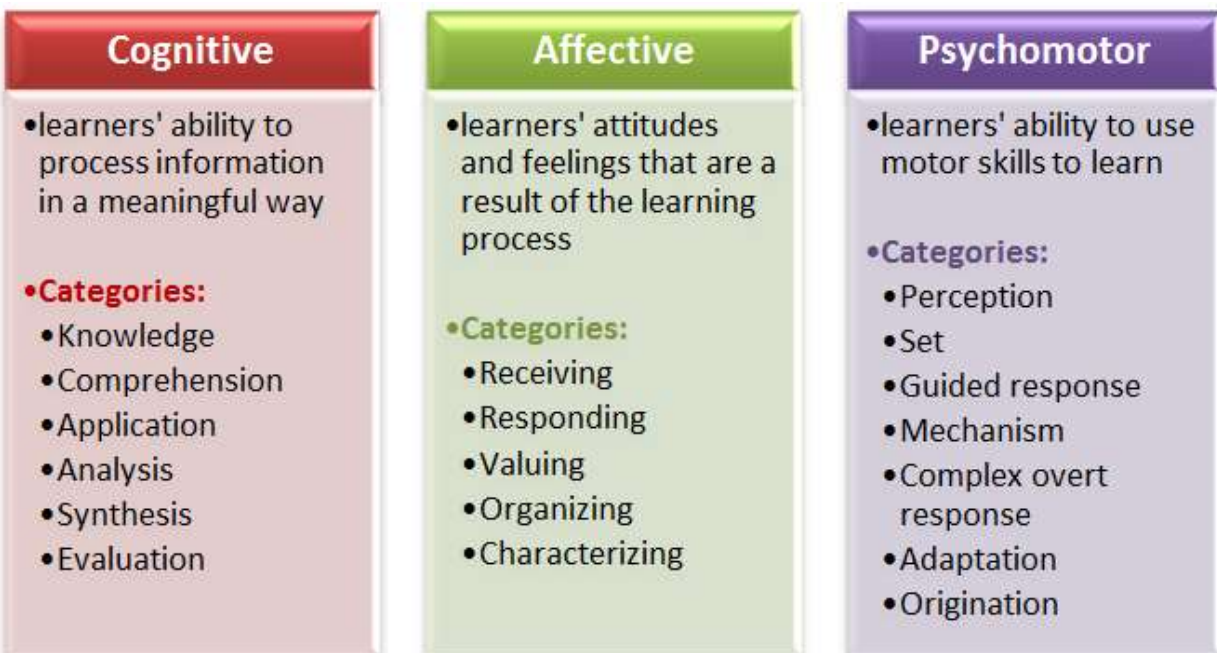 Cognitive
•learners' ability to
process information
in a meaningful way
•Categories:
•Knowledge
•Comprehension
•Application
•Analysis
•Synthesis
•Evaluation
Affective
•learners' attitudes
and feelings that are a
result of the learning
process
•Categories:
•Receiving
•Responding
•Valuing
•Organizing
•Characterizing
Psychomotor
•learners' ability to use
motor skills to learn
•Categories:
•Perception
•Set
•Guided response
•Mechanism
•Complex overt
response
•Adaptation
•Origination